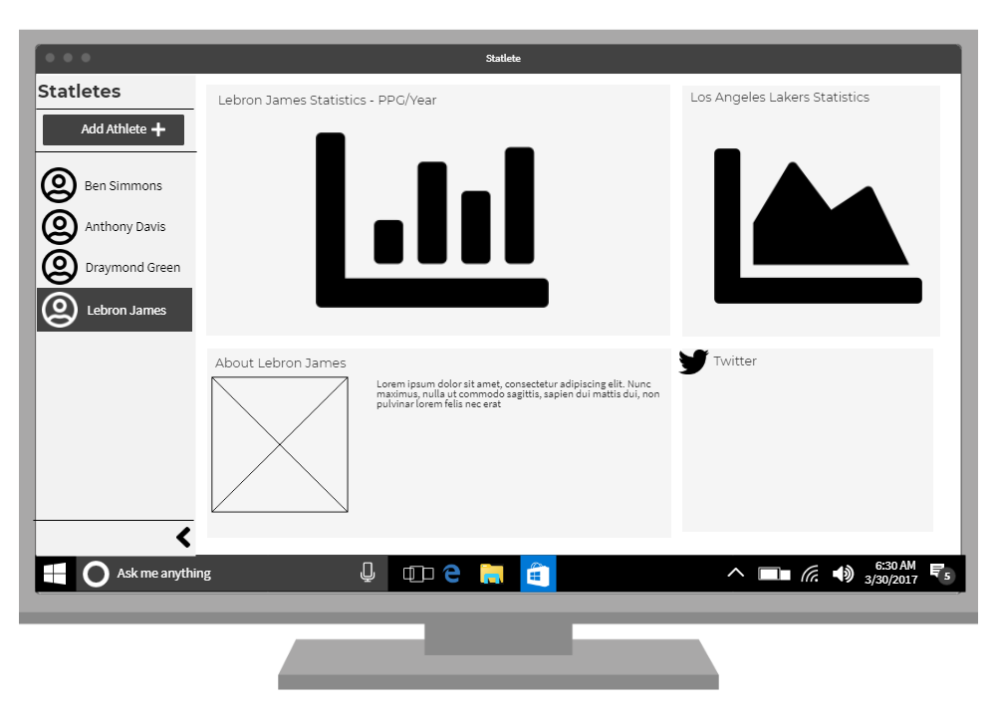 Statlete
Statletes
Add Athlete
Ben Simmons
Anthony Davis
Draymond Green
Lebron James
Lebron James Statistics - PPG/Year
Los Angeles Lakers Statistics
About Lebron James
Lorem ipsum dolor sit amet, consectetur adipiscing elit. Nunc
maximus, nulla ut commodo sagittis, sapien dui mattis dui, non
pulvinar lorem felis nec erat
Twitter
Ask me anything
6:30 AM
3/30/2017
5